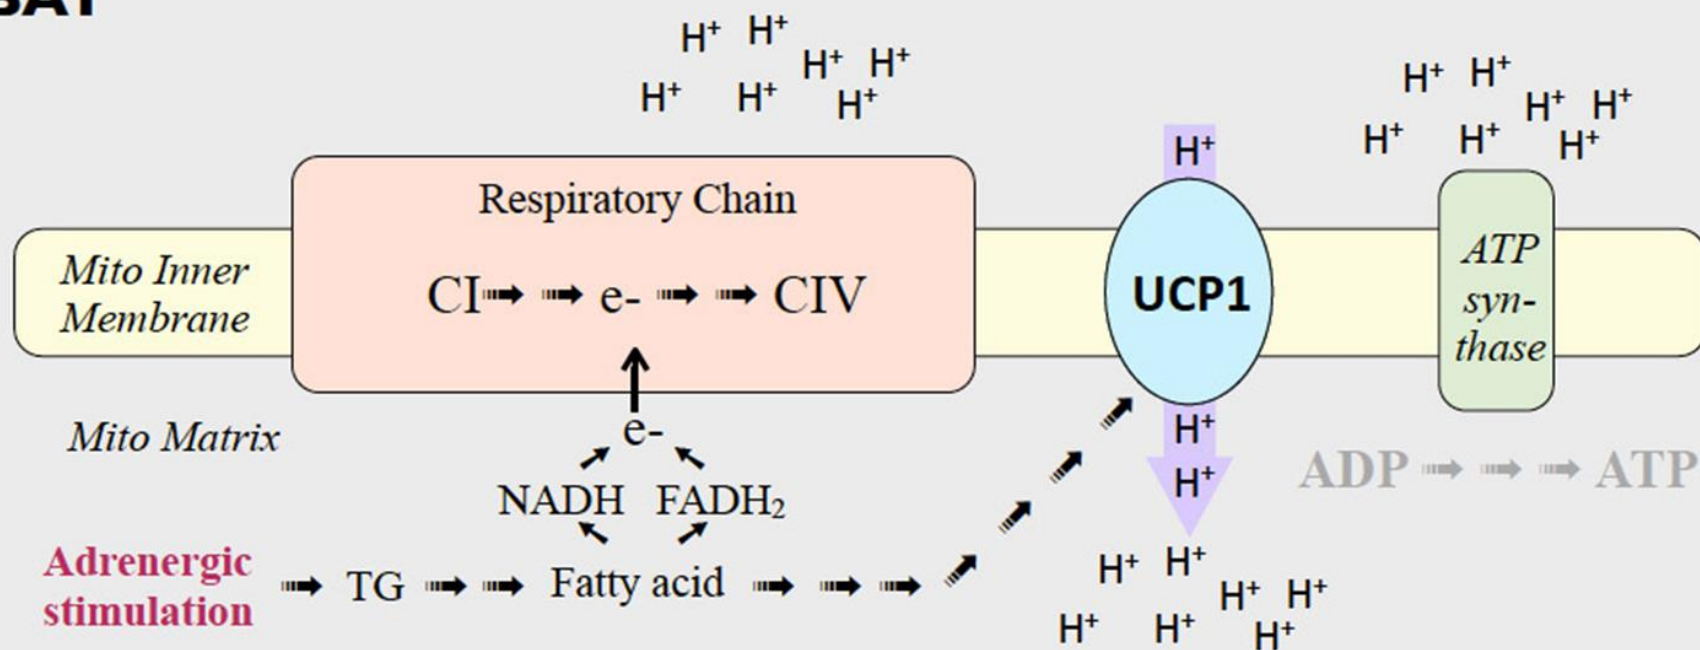 BAT
H⁺ H⁺
H⁺ H⁺
H⁺ H⁺ H⁺
H⁺ H⁺
H⁺ H⁺
H⁺ H⁺ H⁺
H⁺
Respiratory Chain
Mito Inner
Membrane
CI e- CIV
UCP1
ATP
syn-
thase
Mito Matrix
e-
H⁺
H⁺
ADP ATP
NADH FADH₂
Adrenergic
stimulation
TG Fatty acid
H⁺ H⁺
H⁺ H⁺
H⁺ H⁺ H⁺